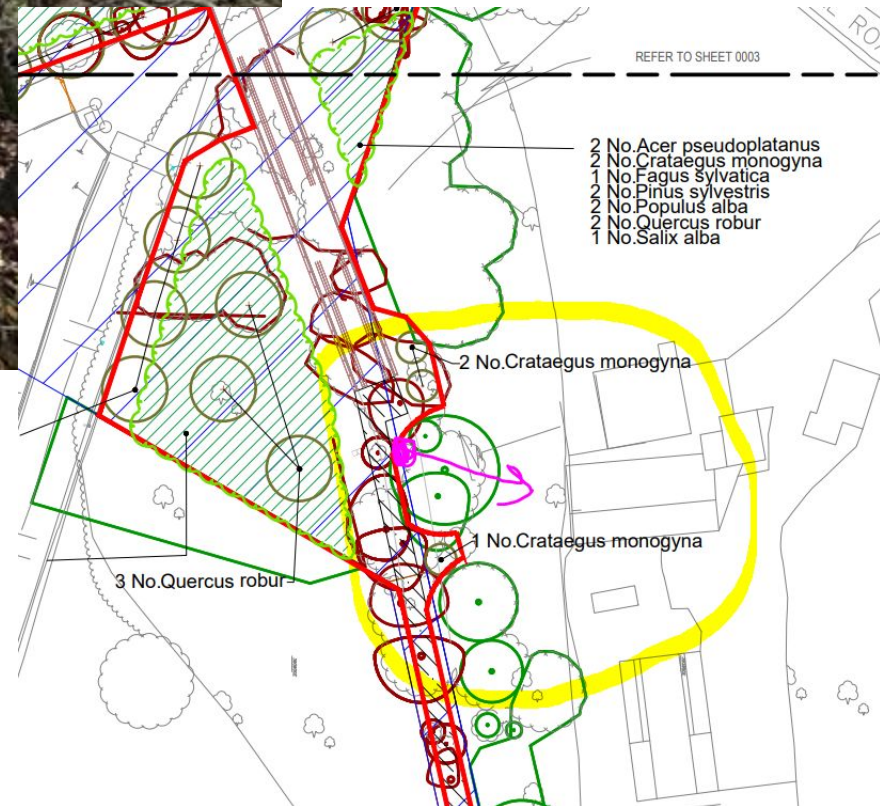 REFER TO SHEET 0003
2 No.Acer pseudoplatanus
2 No.Crataegus monogyna
1 No.Fagus sylvatica
2 No.Pinus sylvestris
2 No.Populus alba
2 No.Quercus robur
1 No.Salix alba
2 No.Crataegus monogyna
1 No.Crataegus monogyna
3 No.Quercus robur